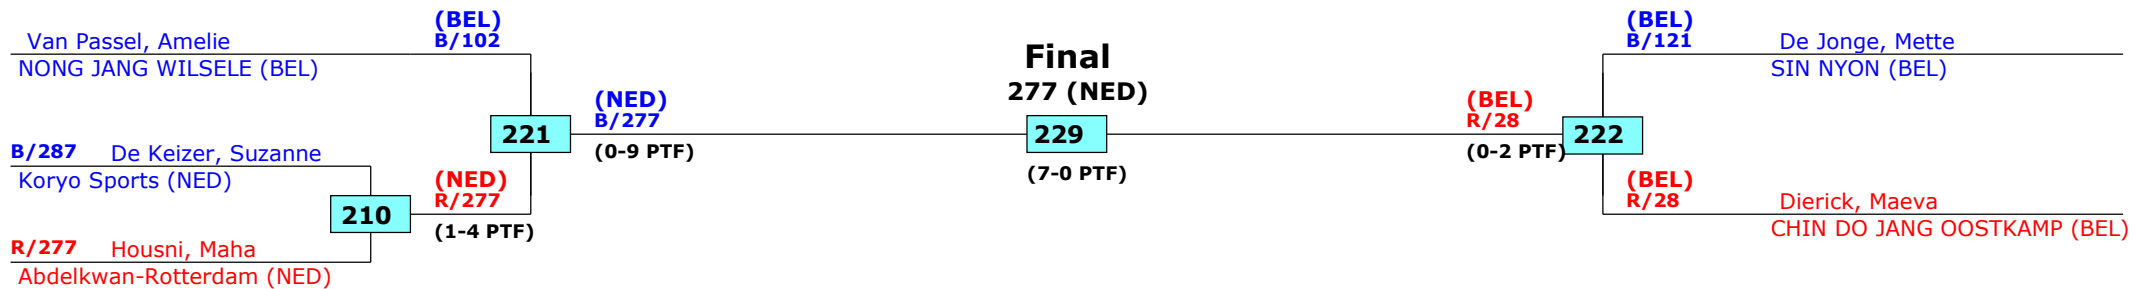 (BEL)
B/102
Van Passel, Amelie
NONG JANG WILSELE (BEL)
B/287 De Keizer, Suzanne
Koryo Sports (NED)
210
R/277 Housni, Maha
Abdelkwan-Rotterdam (NED)
(NED)
R/277
(1-4 PTF)
221
(NED)
B/277
(0-9 PTF)
Final
277 (NED)
229
(7-0 PTF)
(BEL)
R/28
(0-2 PTF)
222
(BEL)
B/121
De Jonge, Mette
SIN NYON (BEL)
(BEL)
R/28
Dierick, Maeva
CHIN DO JANG OOSTKAMP (BEL)